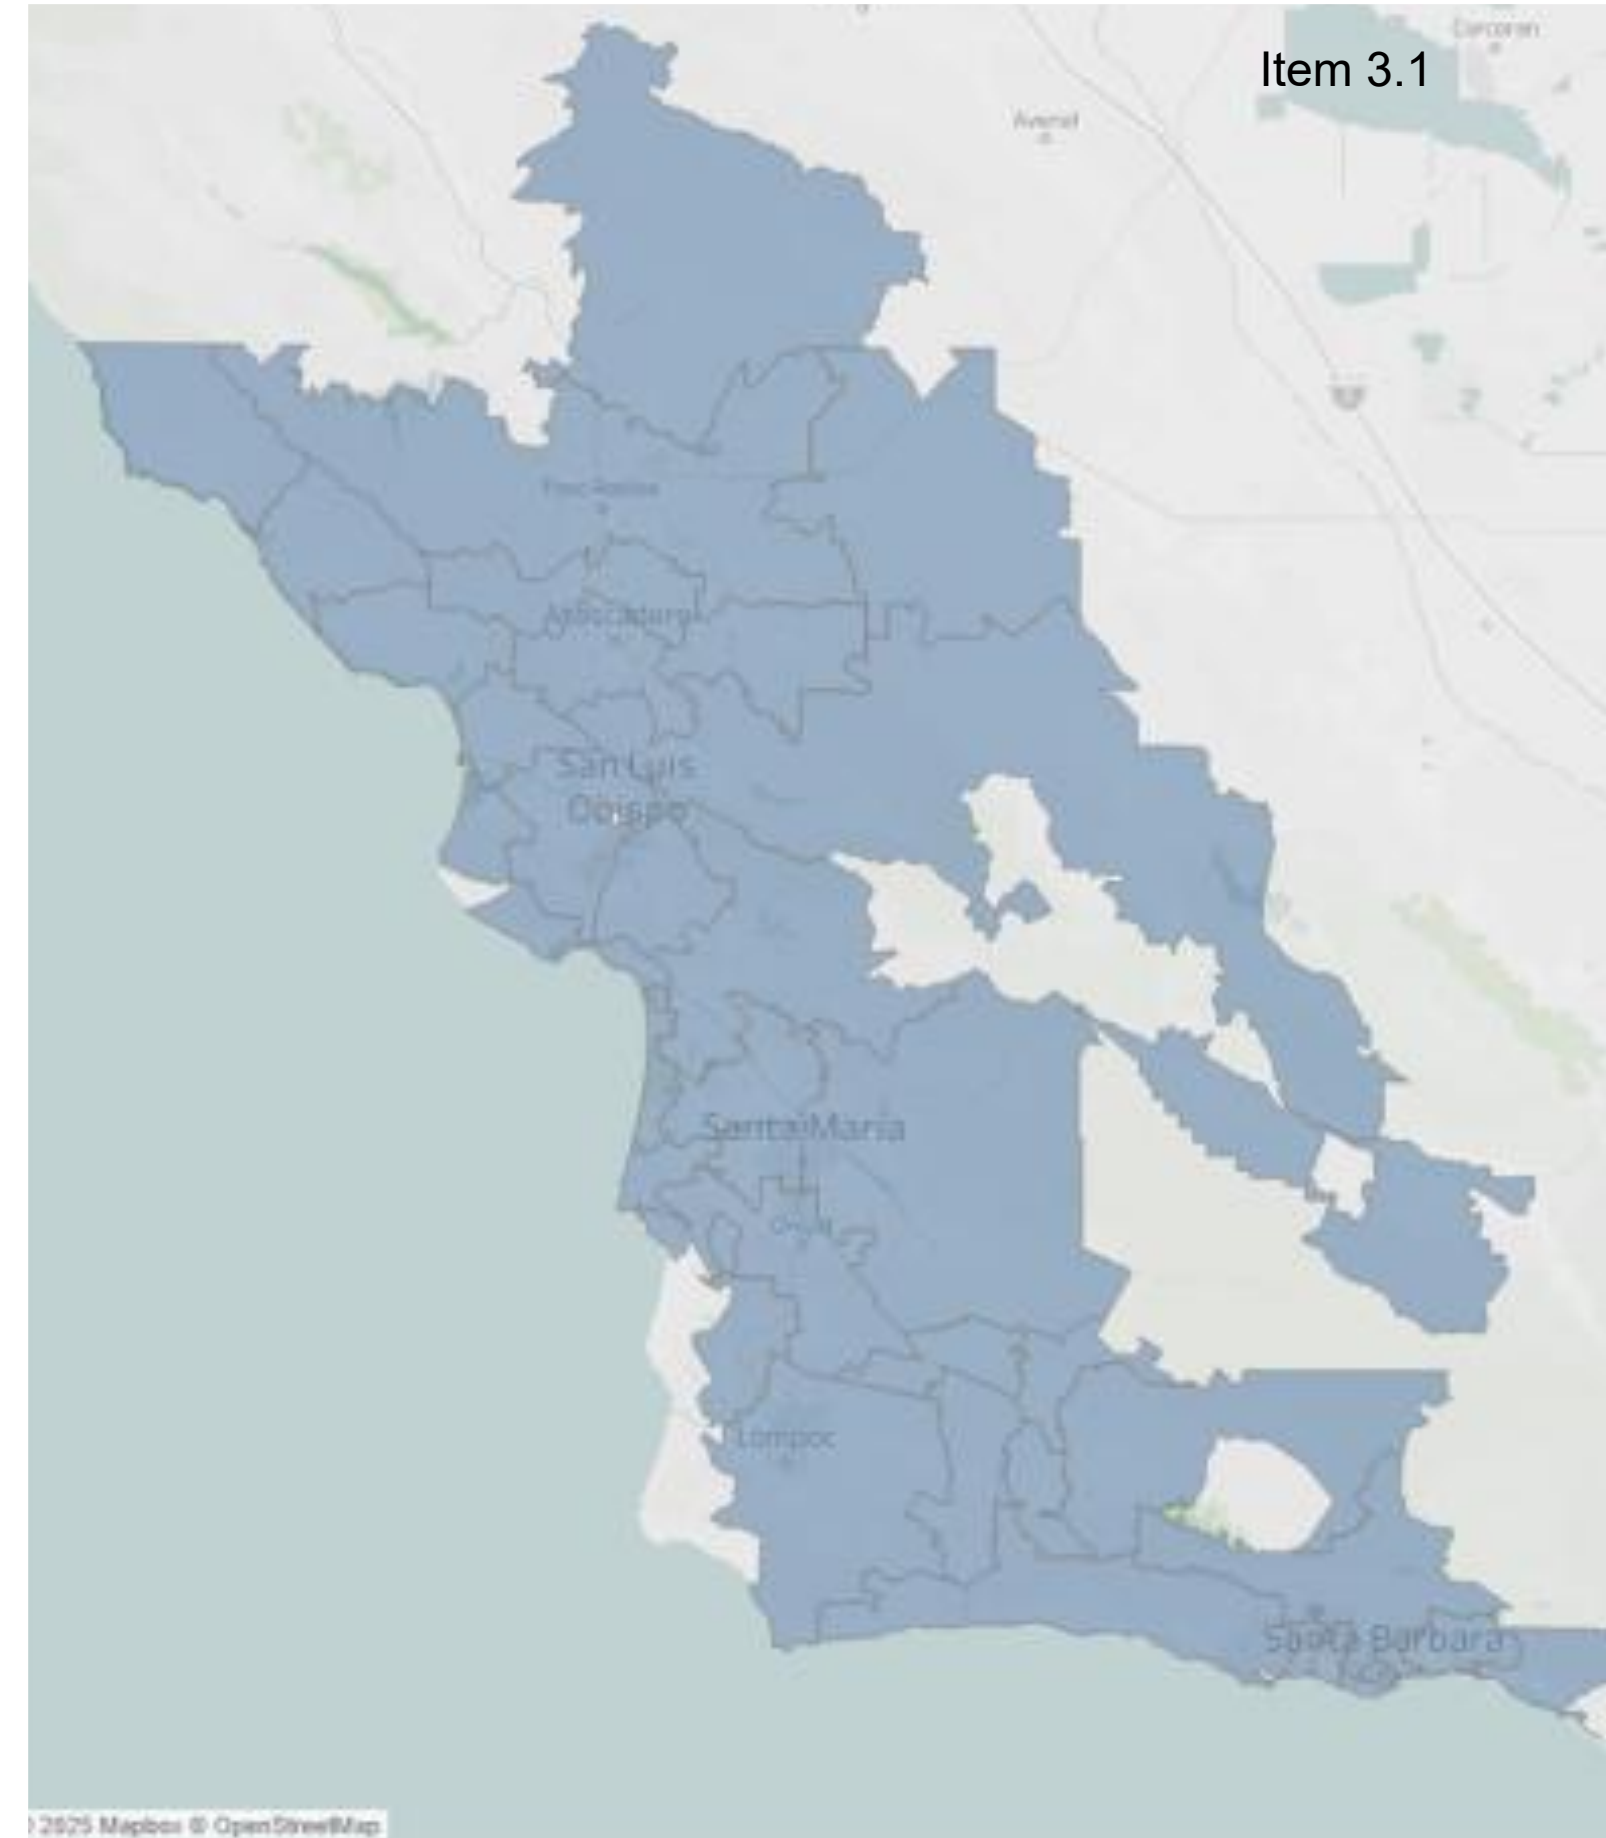 Corcoran
Item 3.1
Avenal
Paso Robles
Atascadero
San Luis
Obispo
Santa Maria
Orcutt
Lompoc
Santa Barbara
© 2025 Mapbox © OpenStreetMap